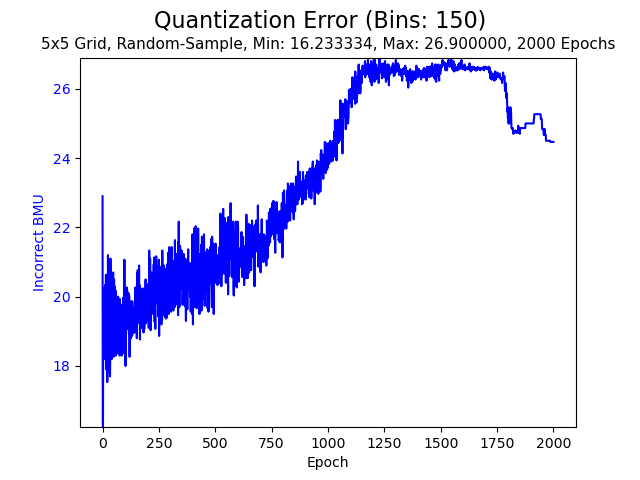 Quantization Error (Bins: 150)
5x5 Grid, Random-Sample, Min: 16.233334, Max: 26.900000, 2000 Epochs
26
24
22
20
18
Incorrect BMU
0 250 500 750 1000 1250 1500 1750 2000
Epoch